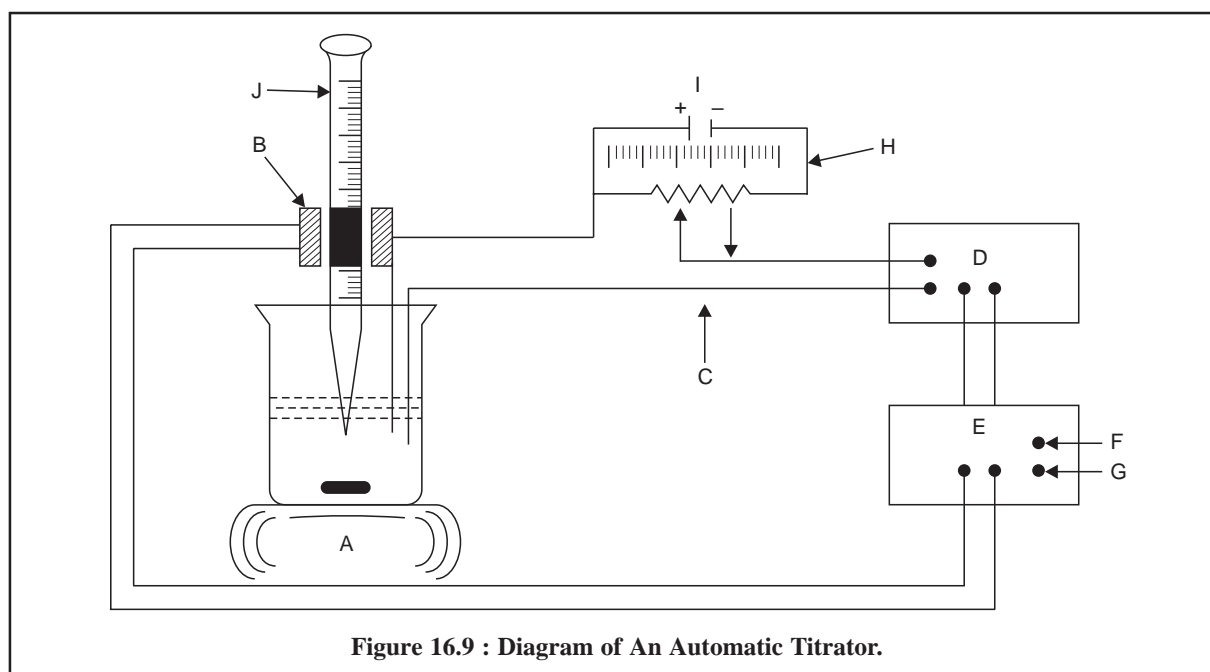 I
+ –
J
H
B
D
C
E
F
G
A
Figure 16.9 : Diagram of An Automatic Titrator.